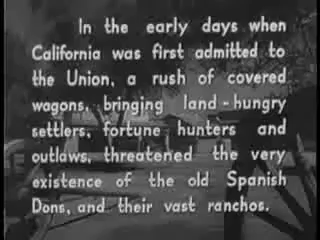 In the early days when
California was first admitted to
the Union, a rush of covered
wagons, bringing land-hungry
settlers, fortune hunters and
outlaws, threatened the very
existence of the old Spanish
Dons, and their vast ranchos.